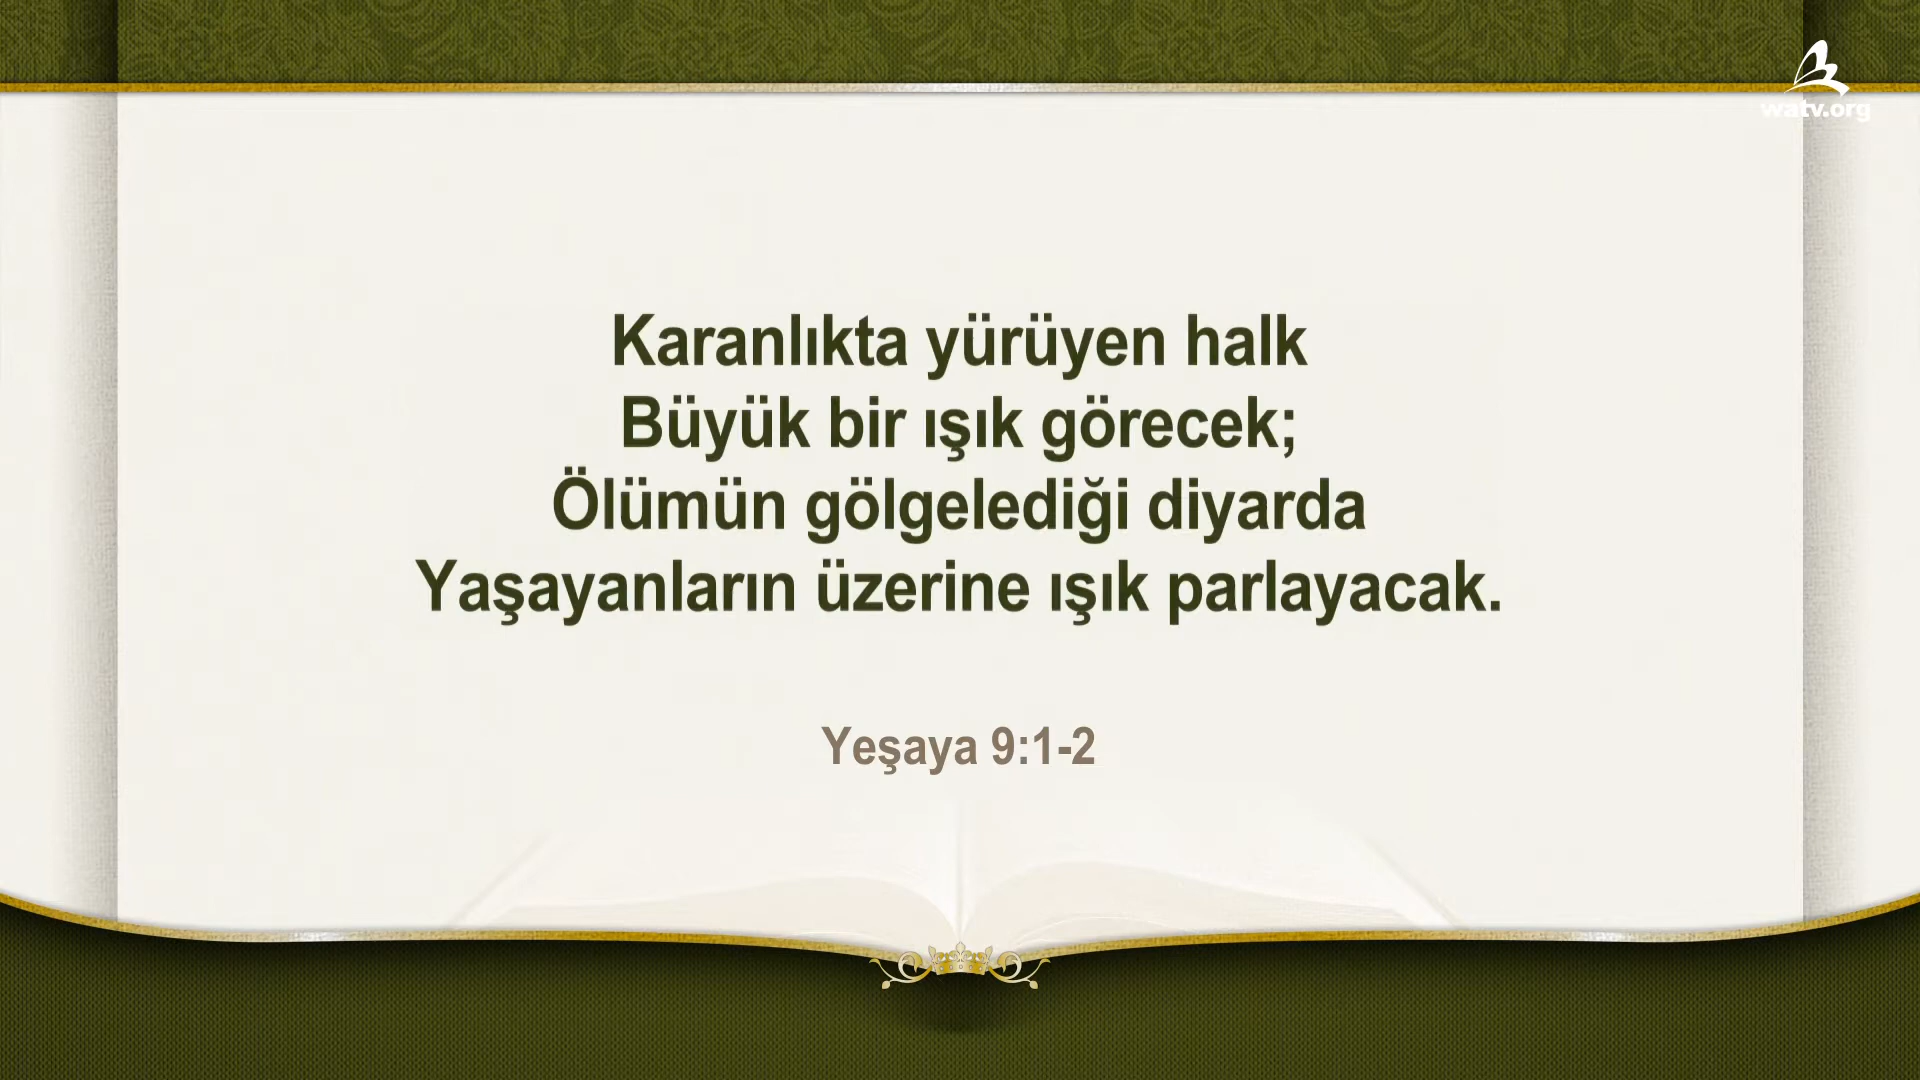 watv.org
Karanlıkta yürüyen halk
Büyük bir ışık görecek;
Ölümün gölgelediği diyarda
Yaşayanların üzerine ışık parlayacak.
Yeşaya 9:1-2